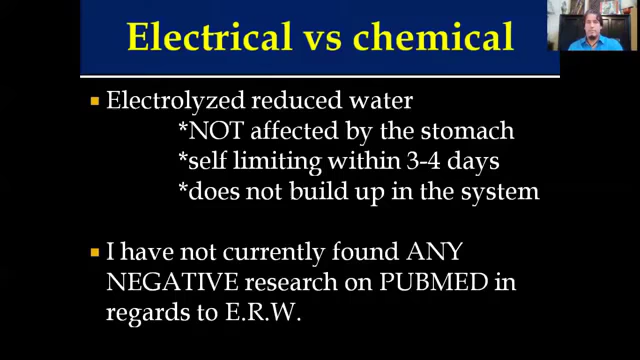 Electrical vs chemical
Electrolyzed reduced water
*NOT affected by the stomach
*self limiting within 3-4 days
*does not build up in the system
I have not currently found ANY
NEGATIVE research on PUBMED in
regards to E.R.W.